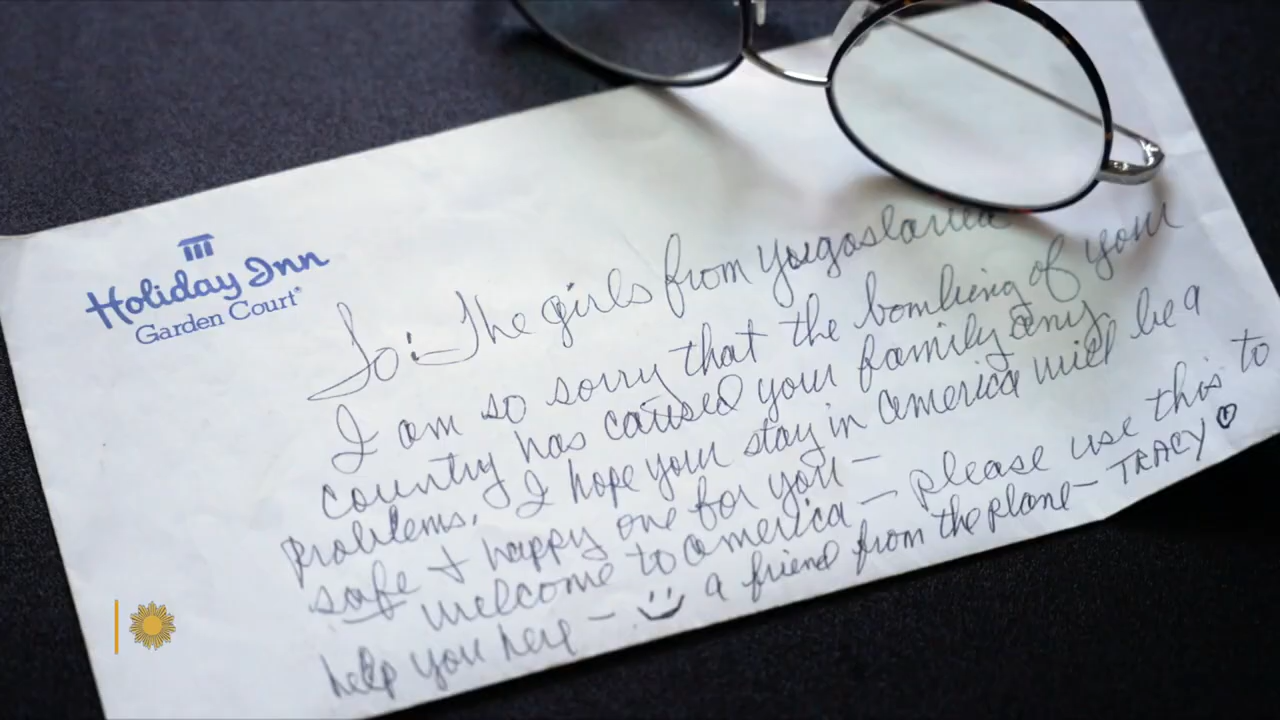 Holiday Inn
Garden Court
To: The girls from Yougoslavia
I am so sorry that the bombing of your
country has caused your family any
problems. I hope your stay in america will be a
safe + happy one for you —
welcome to america — please use this to
help you here — a friend from the plane — TRACY